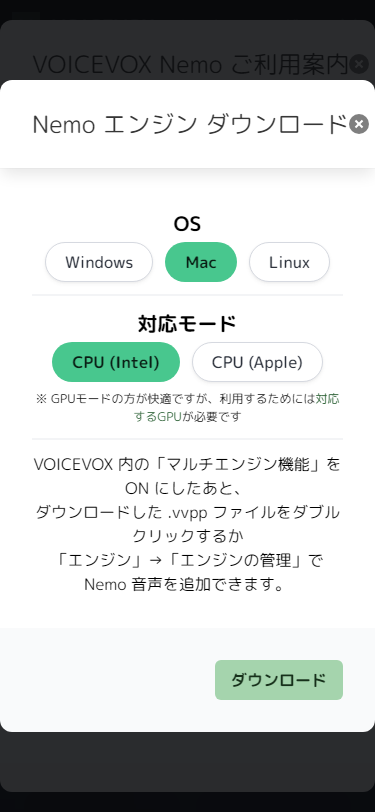 VOICEVOX Nemo ご利用案内
Nemo エンジン ダウンロード
OS
Windows
Mac
Linux
対応モード
CPU (Intel)
CPU (Apple)
※ GPUモードの方が快適ですが、利用するためには対応
するGPUが必要です
VOICEVOX 内の「マルチエンジン機能」を
ON にしたあと、
ダウンロードした .vvpp ファイルをダブル
クリックするか
「エンジン」→「エンジンの管理」で
Nemo 音声を追加できます。
ダウンロード